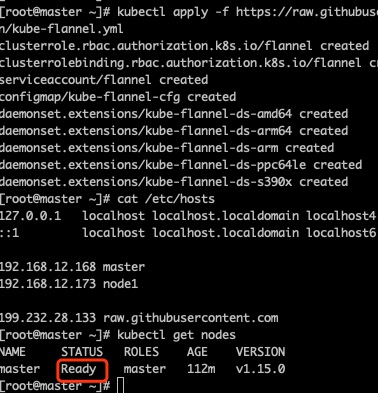 [root@master ~]# kubectl apply -f https://raw.githubuse
n/kube-flannel.yml
clusterrole.rbac.authorization.k8s.io/flannel created
clusterrolebinding.rbac.authorization.k8s.io/flannel cr
serviceaccount/flannel created
configmap/kube-flannel-cfg created
daemonset.extensions/kube-flannel-ds-amd64 created
daemonset.extensions/kube-flannel-ds-arm64 created
daemonset.extensions/kube-flannel-ds-arm created
daemonset.extensions/kube-flannel-ds-ppc64le created
daemonset.extensions/kube-flannel-ds-s390x created
[root@master ~]# cat /etc/hosts
127.0.0.1   localhost localhost.localdomain localhost4
::1         localhost localhost.localdomain localhost6
192.168.12.168 master
192.168.12.173 node1
199.232.28.133 raw.githubusercontent.com
[root@master ~]# kubectl get nodes
NAME     STATUS   ROLES    AGE    VERSION
master   Ready    master   112m   v1.15.0
[root@master ~]#